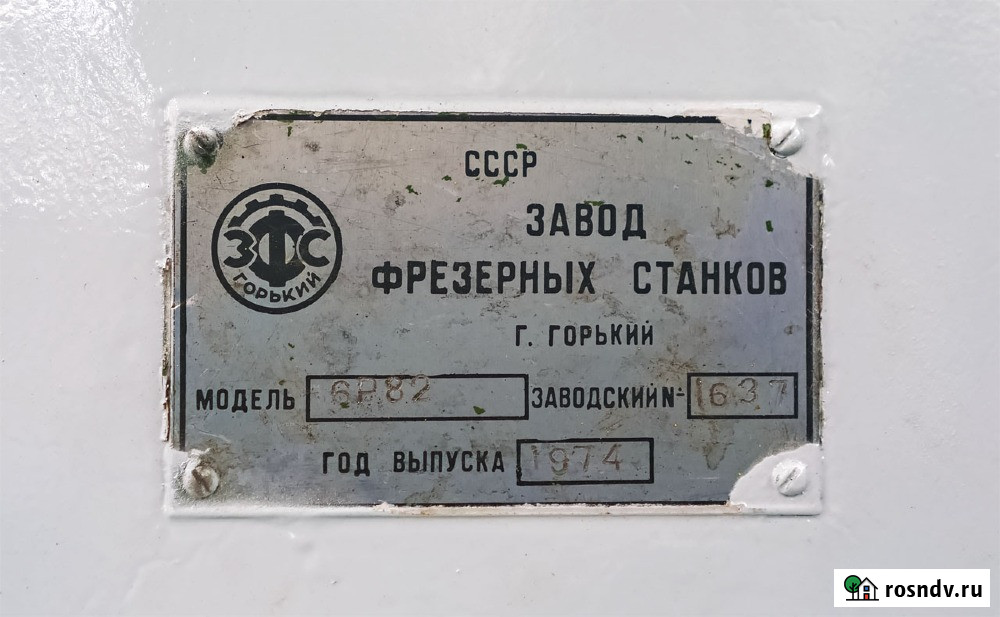 СССР
ЗАВОД
ЗФС
ГОРЬКИЙ
ФРЕЗЕРНЫХ СТАНКОВ
Г. ГОРЬКИЙ
МОДЕЛЬ 6Р82 ЗАВОДСКИЙ № 1637
ГОД ВЫПУСКА 1974
rosndv.ru